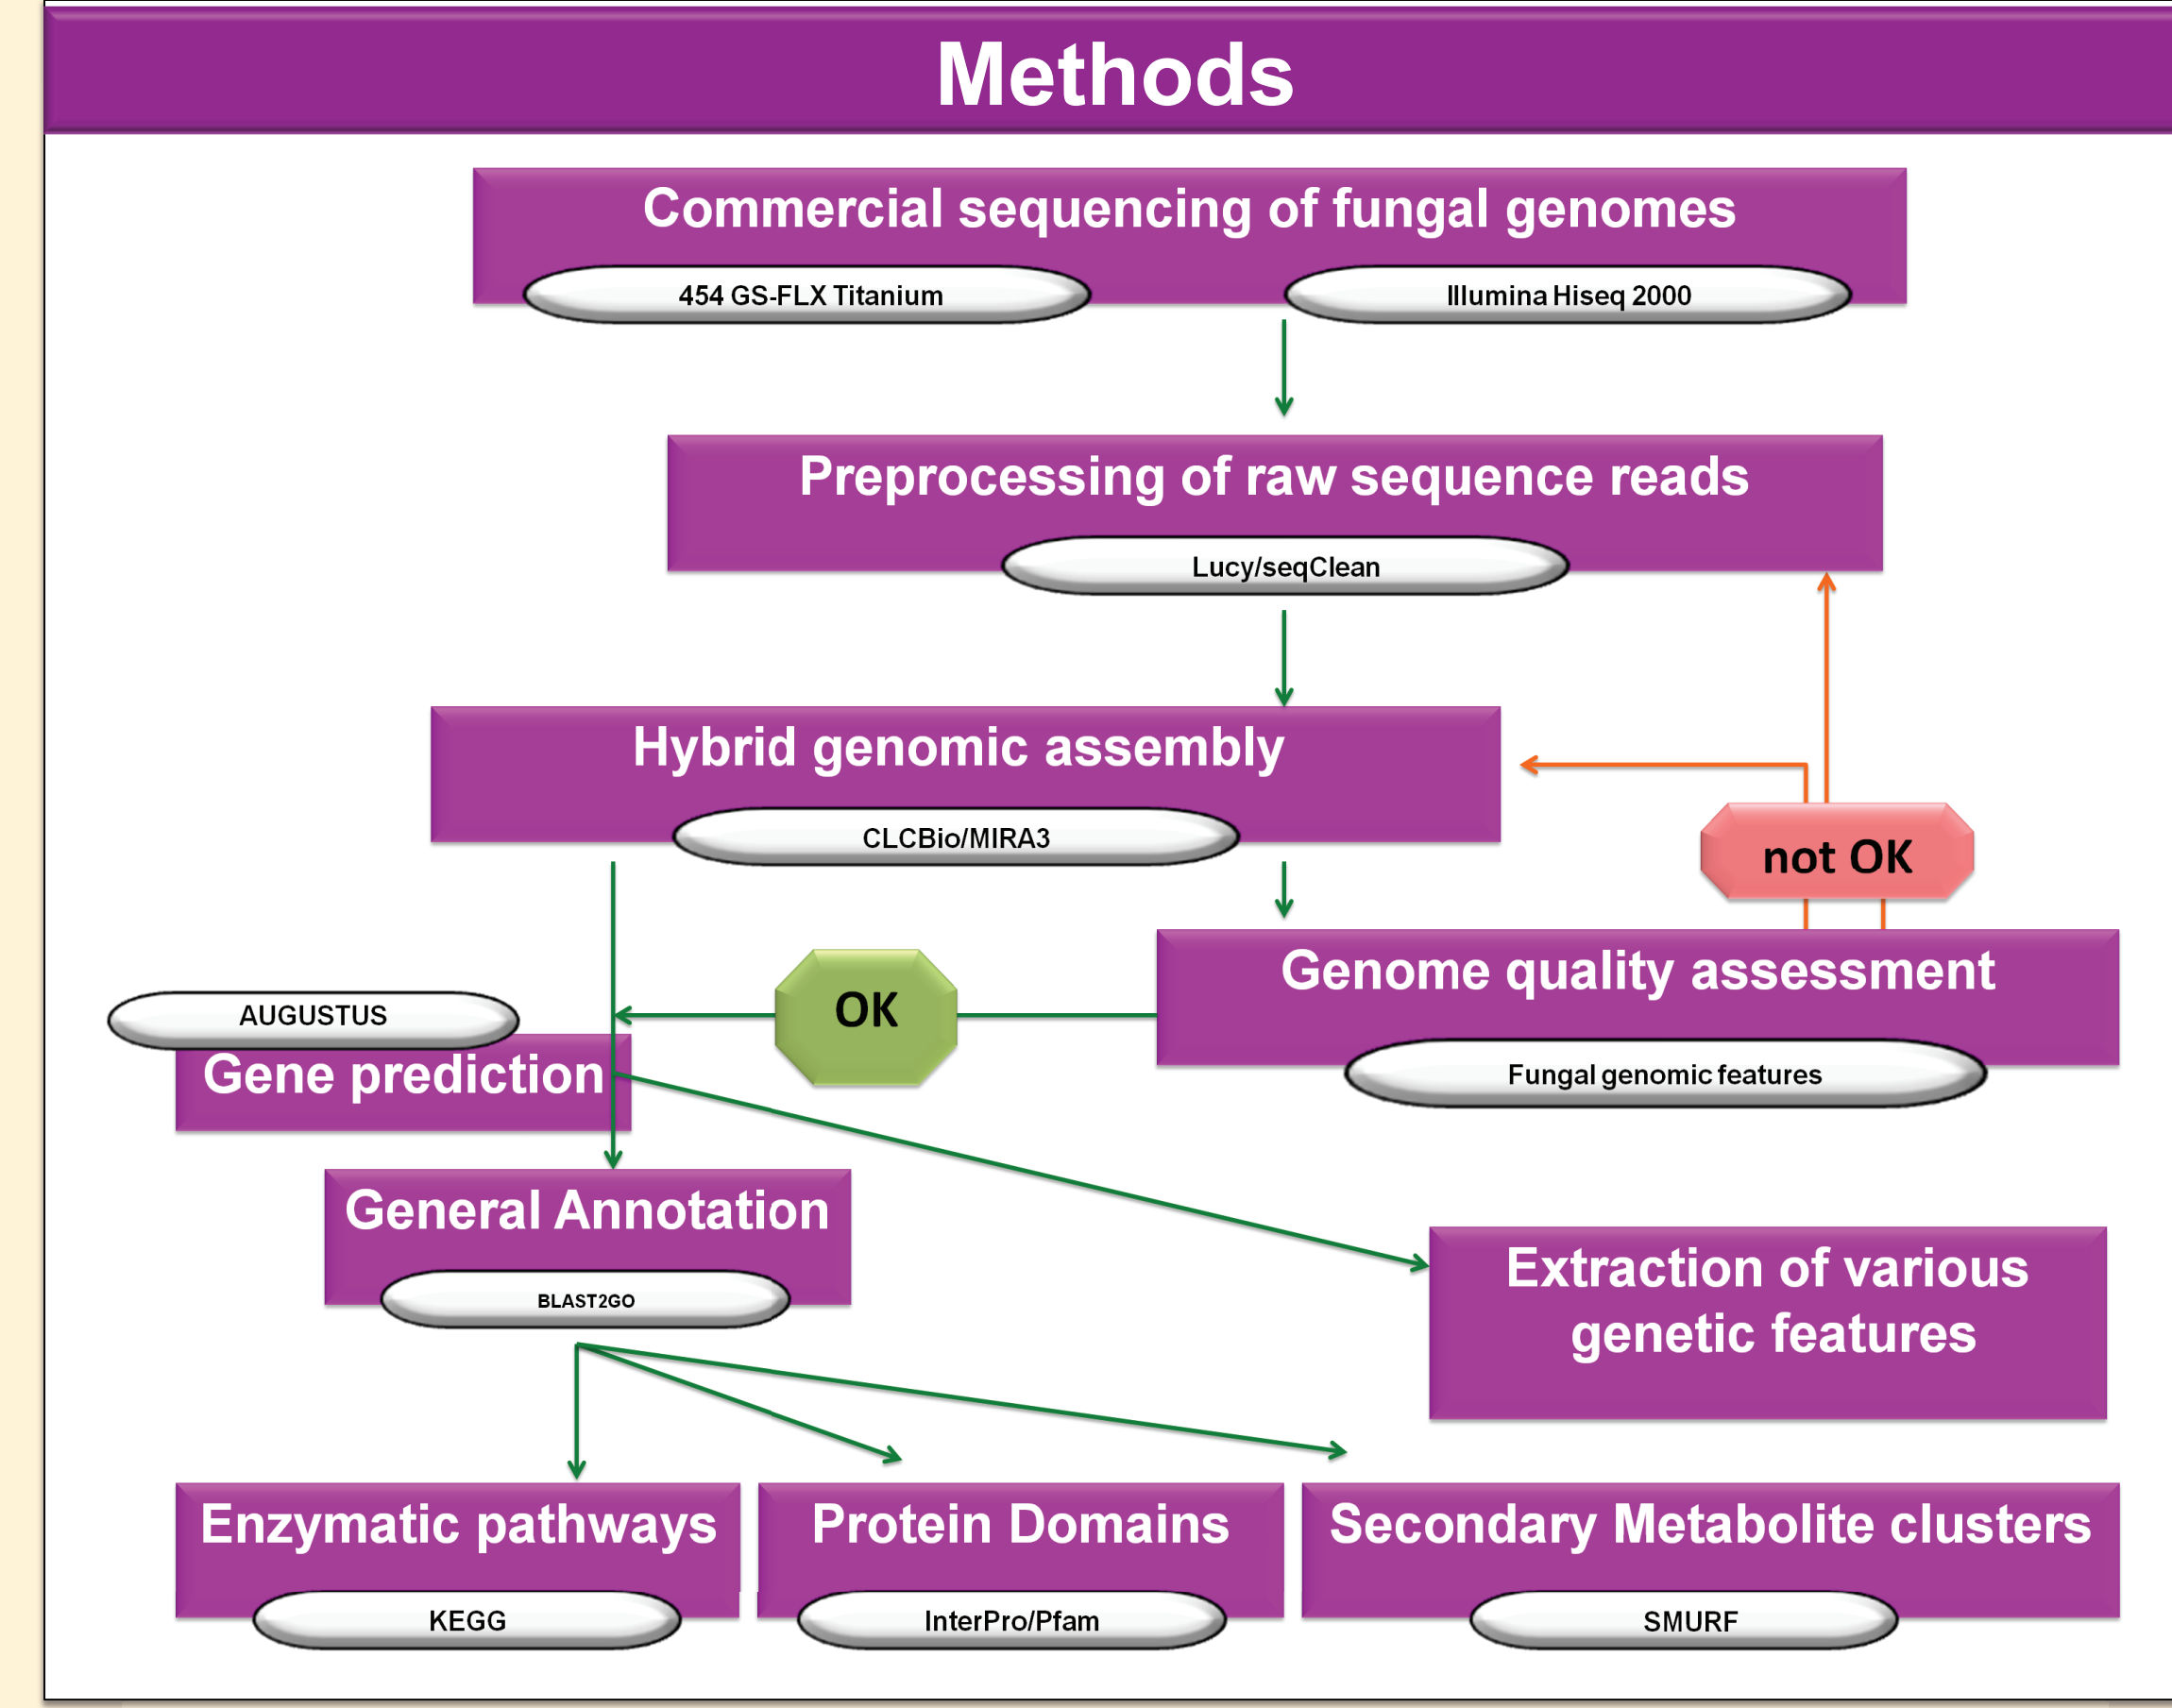 Methods
Commercial sequencing of fungal genomes
454 GS-FLX Titanium
Illumina Hiseq 2000
Preprocessing of raw sequence reads
Lucy/seqClean
Hybrid genomic assembly
CLCBio/MIRA3
not OK
Genome quality assessment
Fungal genomic features
OK
AUGUSTUS
Gene prediction
General Annotation
BLAST2GO
Extraction of various
genetic features
Enzymatic pathways
KEGG
Protein Domains
InterPro/Pfam
Secondary Metabolite clusters
SMURF